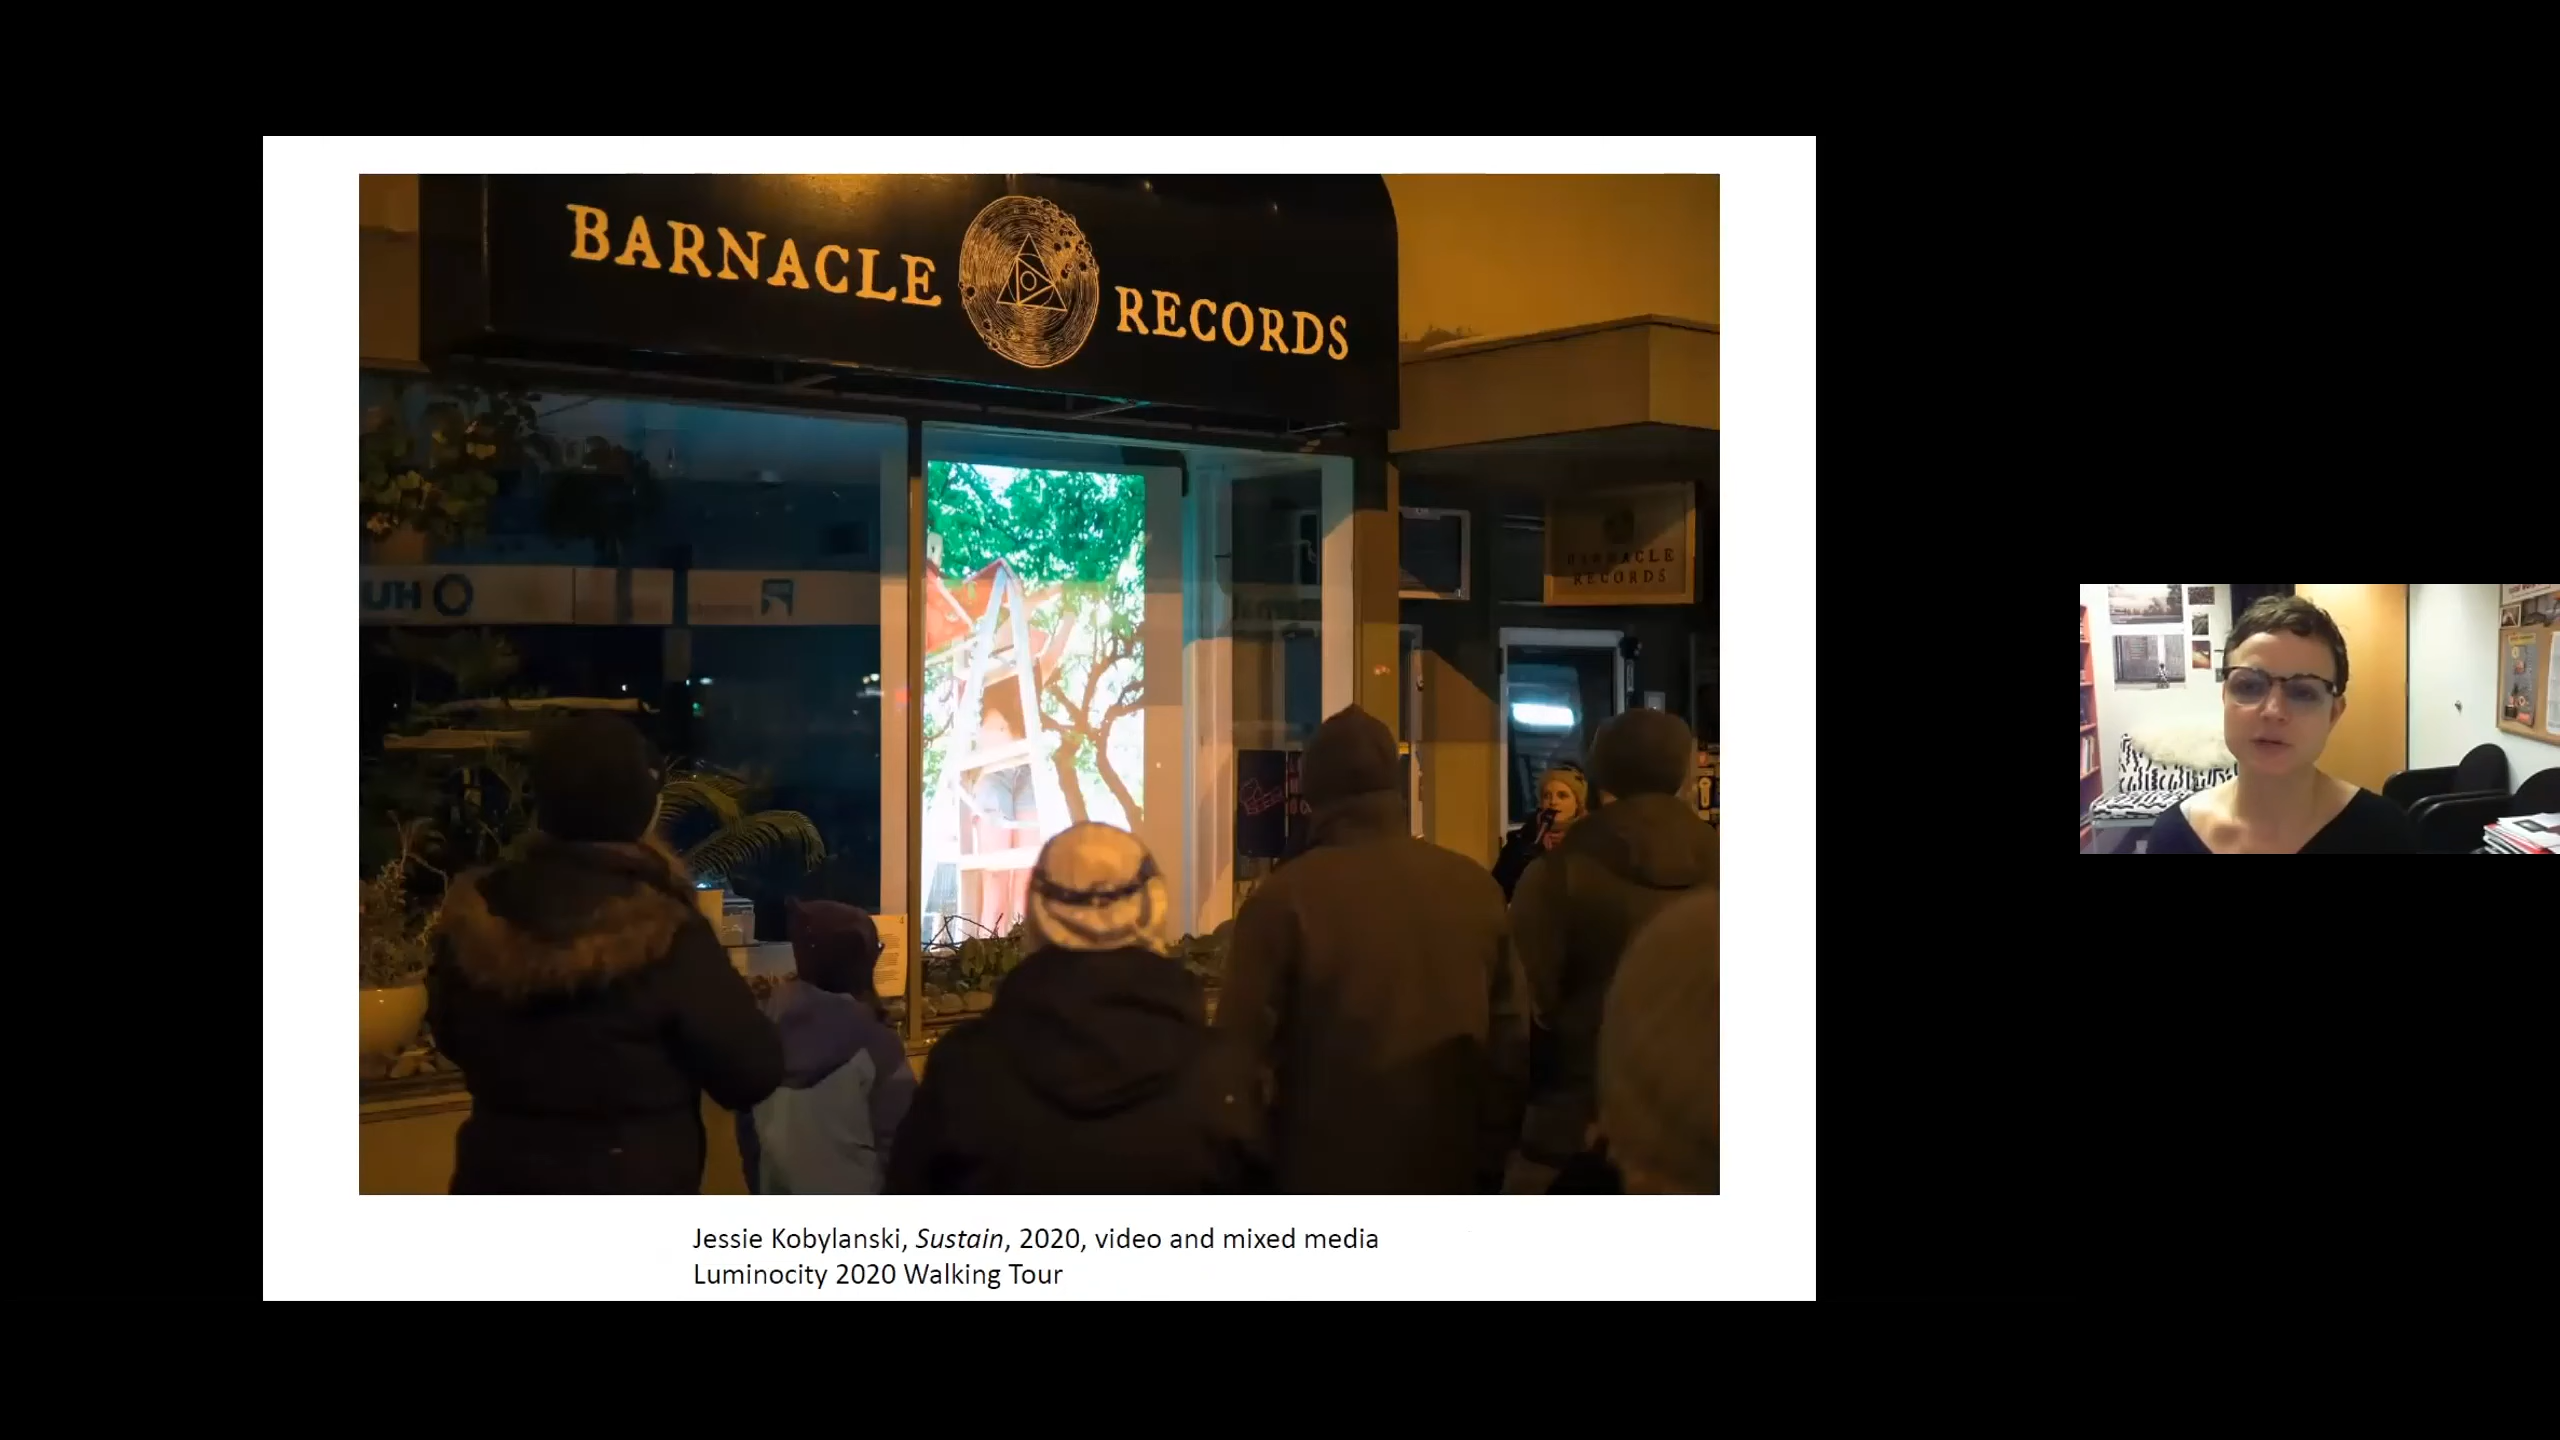 BARNACLE RECORDS
BARNACLE
RECORDS
Jessie Kobylanski, Sustain, 2020, video and mixed media
Luminocity 2020 Walking Tour